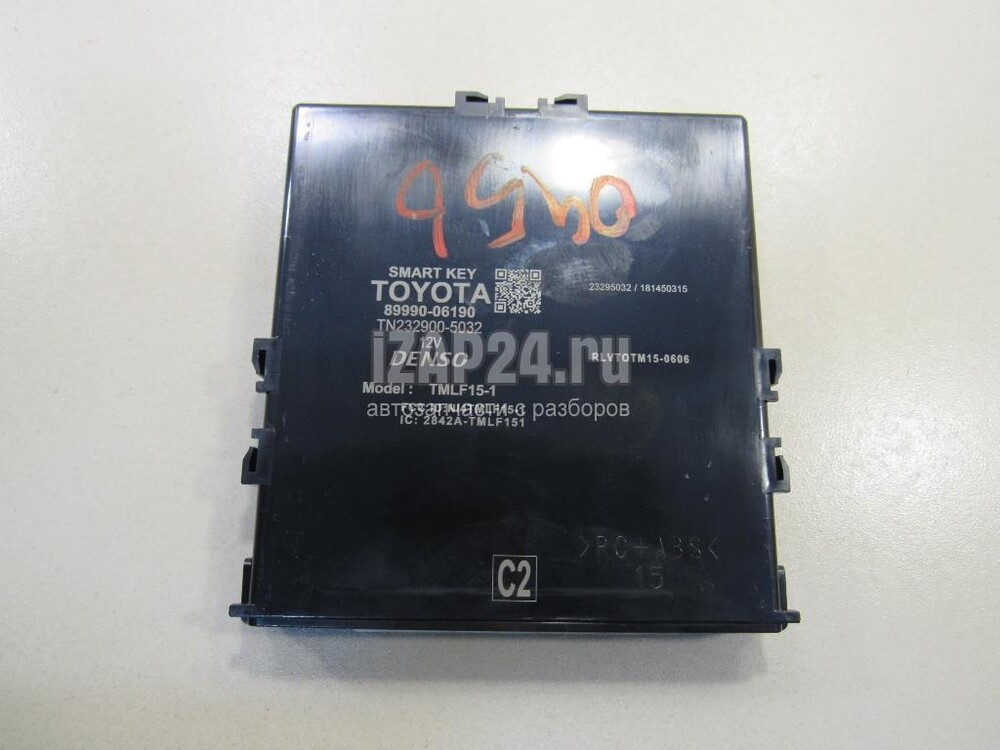 SMART KEY
TOYOTA
89990-06190
TN232900-5032
12V
DENSO
Model : TMLF15-1
IC: 2842A-TMLF151
23295032 / 181450315
RLVTOTM15-0606
iZAP24.ru
автозапчасти с разборов
>PC+ABS<
15
C2